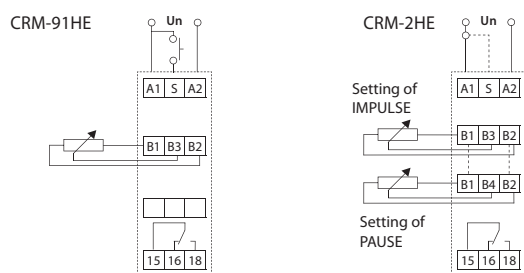 CRM-91HE
Un
A1 S A2
B1 B3 B2
15 16 18
CRM-2HE
Un
A1 S A2
Setting of
IMPULSE
B1 B3 B2
B1 B4 B2
Setting of
PAUSE
15 16 18